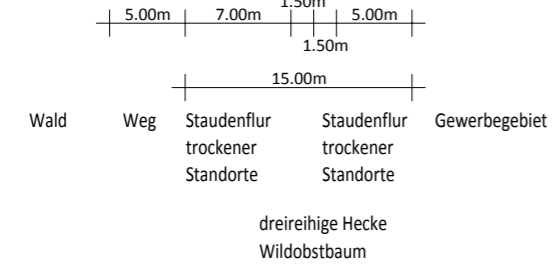 1.50m
5.00m 7.00m 5.00m
1.50m
15.00m
Wald Weg Staudenflur Staudenflur Gewerbegebiet
trockener trockener
Standorte Standorte
dreireihige Hecke
Wildobstbaum